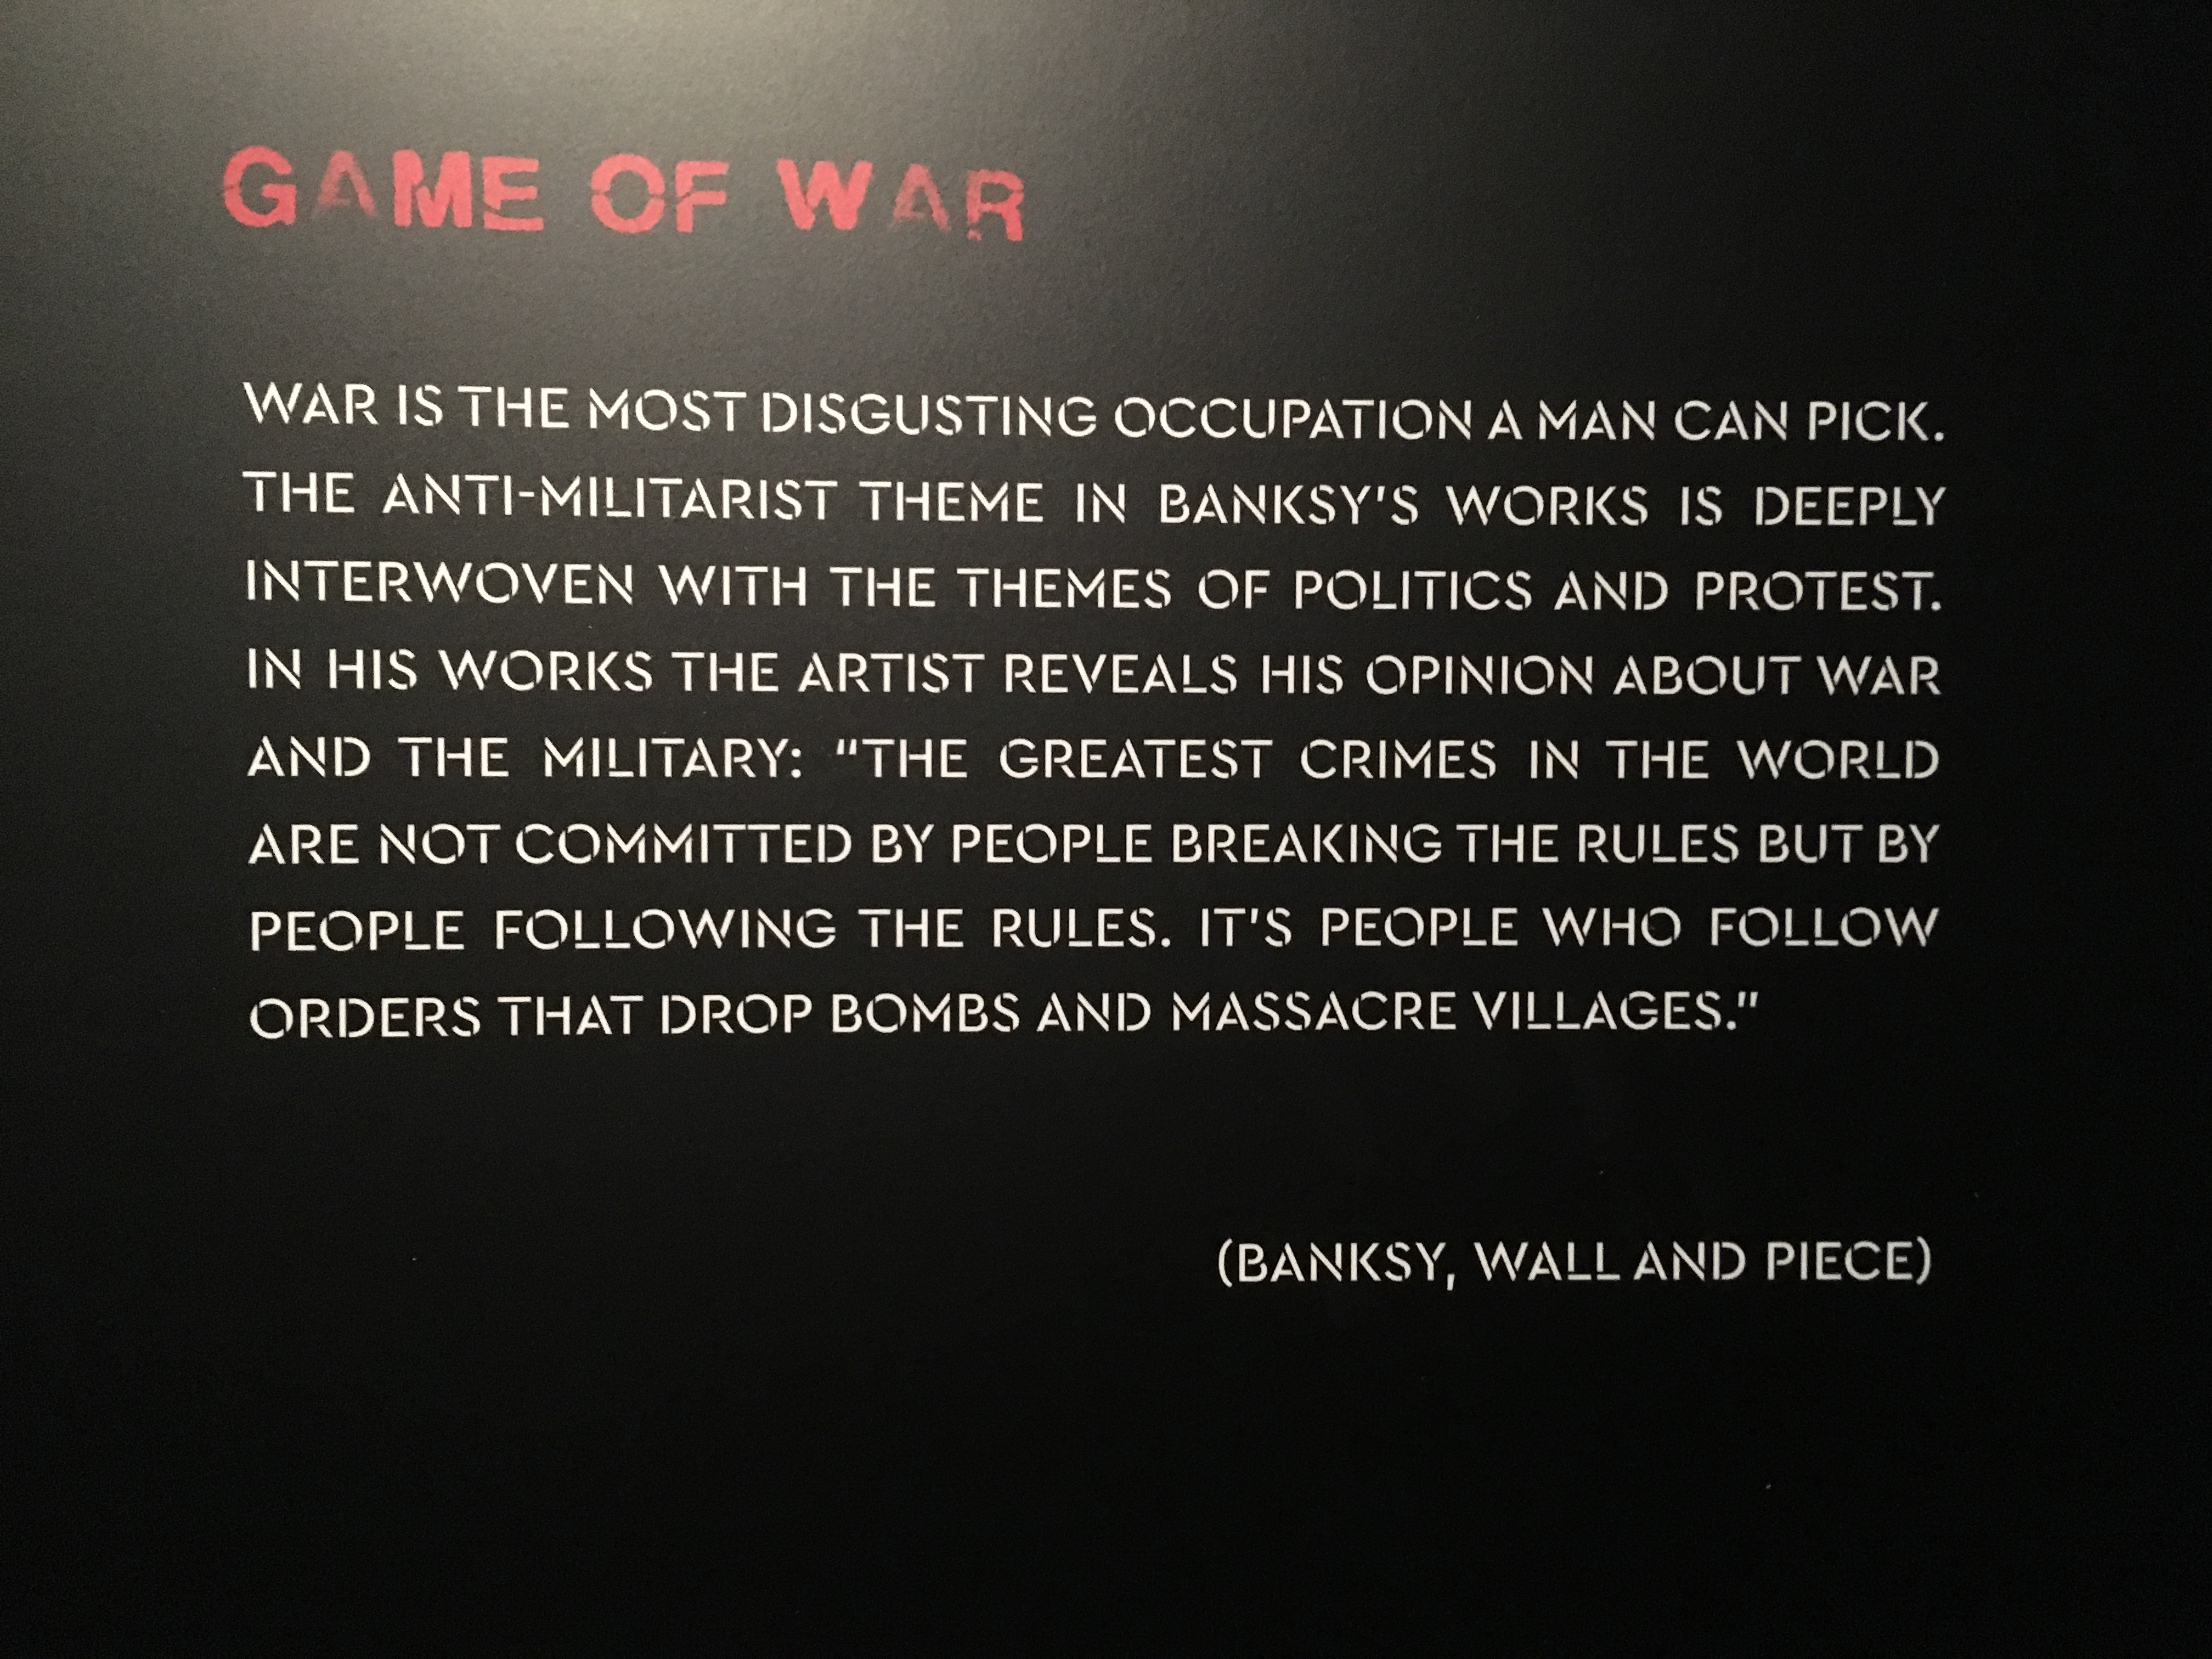 GAME OF WAR
WAR IS THE MOST DISGUSTING OCCUPATION A MAN CAN PICK.
THE ANTI-MILITARIST THEME IN BANKSY'S WORKS IS DEEPLY
INTERWOVEN WITH THE THEMES OF POLITICS AND PROTEST.
IN HIS WORKS THE ARTIST REVEALS HIS OPINION ABOUT WAR
AND THE MILITARY: "THE GREATEST CRIMES IN THE WORLD
ARE NOT COMMITTED BY PEOPLE BREAKING THE RULES BUT BY
PEOPLE FOLLOWING THE RULES. IT'S PEOPLE WHO FOLLOW
ORDERS THAT DROP BOMBS AND MASSACRE VILLAGES."
(BANKSY, WALL AND PIECE)